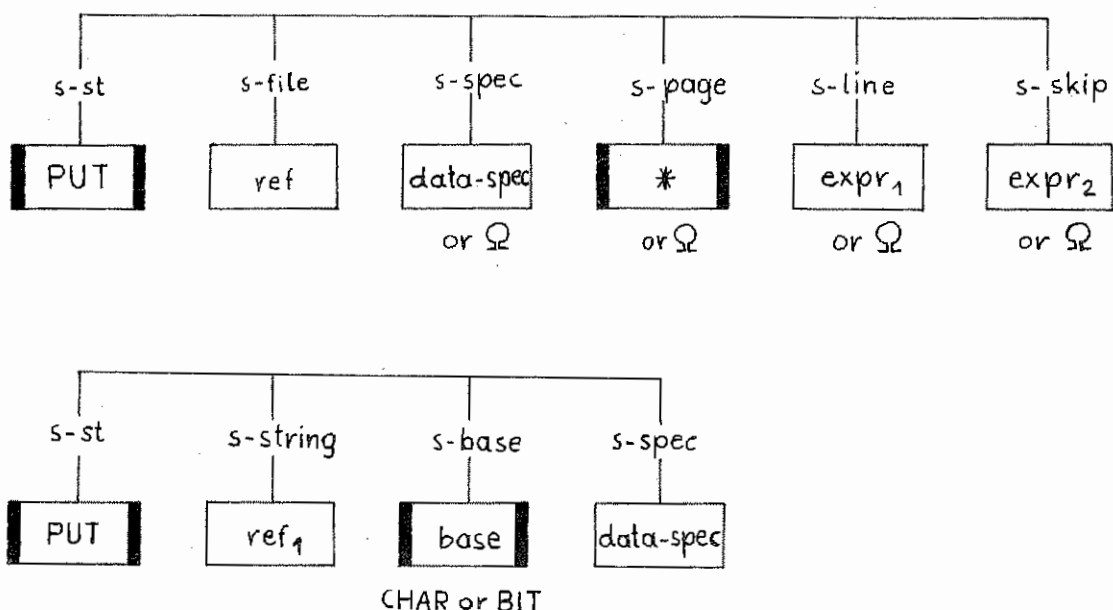 s-st s-file s-spec s-page s-line s-skip
PUT ref data-spec * expr₁ expr₂
or Ω or Ω or Ω or Ω
s-st s-string s-base s-spec
PUT ref₁ base data-spec
CHAR or BIT